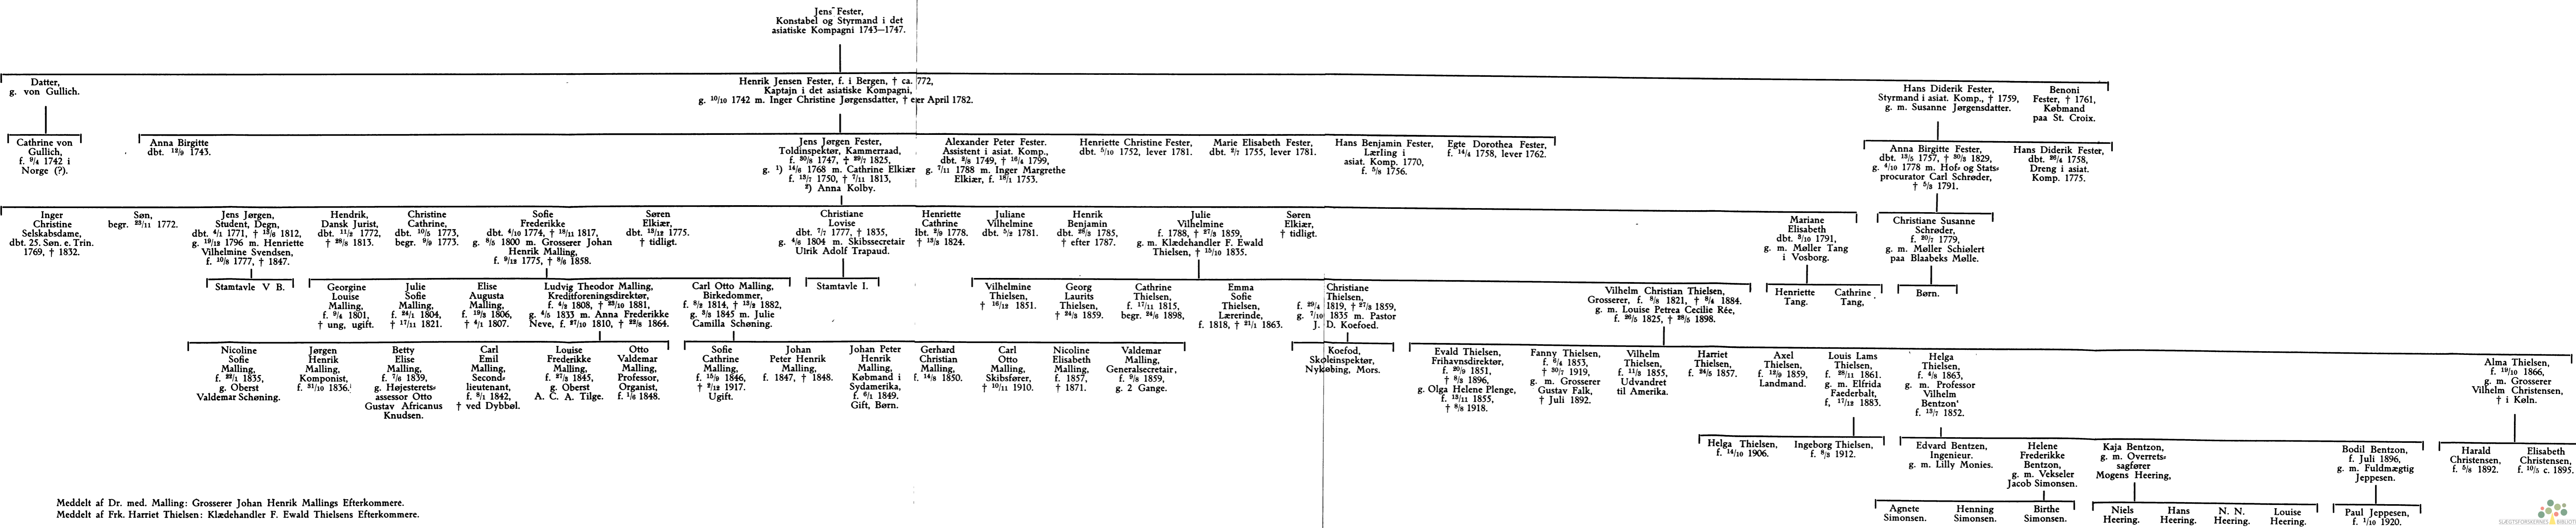 Jens Fester,
Konstabel og Styrmand i det
asiatiske Kompagni 1743—1747.
Datter,
g. von Gullich.
Henrik Jensen Fester, f. i Bergen, † ca. 772,
Kaptajn i det asiatiske Kompagni,
g. 10/10 1742 m. Inger Christine Jørgensdatter, † e er April 1782.
Hans Diderik Fester,
Styrmand i asiat. Komp., † 1759,
g. m. Susanne Jørgensdatter.
Benoni
Fester, † 1761,
Købmand
paa St. Croix.
Cathrine von
Gullich,
f. 9/4 1742 i
Norge (?).
Anna Birgitte
dbt. 12/9 1743.
Jens Jørgen Fester,
Toldinspektør, Kammerraad,
f. 30/8 1747, † 29/7 1825,
g. 1) 14/6 1768 m. Cathrine Elkiær
f. 13/7 1750, † 7/11 1813,
2) Anna Kolby.
Alexander Peter Fester.
Assistent i asiat. Komp.,
dbt. 2/8 1749, † 16/4 1799,
g. 7/11 1788 m. Inger Margrethe
Elkiær, f. 18/1 1753.
Henriette Christine Fester,
dbt. 5/10 1752, lever 1781.
Marie Elisabeth Fester,
dbt. 2/7 1755, lever 1781.
Hans Benjamin Fester,
Lærling i
asiat. Komp. 1770,
f. 5/8 1756.
Egte Dorothea Fester,
f. 14/4 1758, lever 1762.
Anna Birgitte Fester,
dbt. 13/5 1757, † 30/8 1829,
g. 4/10 1778 m. Hof- og Stats-
procurator Carl Schrøder,
† 5/3 1791.
Hans Diderik Fester,
dbt. 26/4 1758,
Dreng i asiat.
Komp. 1775.
Inger
Christine
Selskabsdame,
dbt. 25. Søn. e. Trin.
1769, † 1832.
Søn,
begr. 23/11 1772.
Jens Jørgen,
Student, Degn,
dbt. 4/1 1771, † 13/6 1812,
g. 19/12 1796 m. Henriette
Vilhelmine Svendsen,
f. 10/8 1777, † 1847.
Hendrik,
Dansk Jurist,
dbt. 11/2 1772,
† 28/8 1813.
Christine
Cathrine,
dbt. 10/5 1773,
begr. 9/9 1773.
Sofie
Frederikke
dbt. 4/10 1774, † 18/11 1817,
g. 8/5 1800 m. Grosserer Johan
Henrik Malling,
f. 9/12 1775, † 8/6 1858.
Søren
Elkiær,
dbt. 13/12 1775.
† tidligt.
Christiane
Lovise
dbt. 7/7 1777, † 1835,
g. 4/6 1804 m. Skibssecretair
Ulrik Adolf Trapaud.
Henriette
Cathrine
lbt. 2/9 1778.
† 13/8 1824.
Juliane
Vilhelmine
dbt. 5/2 1781.
Henrik
Benjamin
dbt. 28/8 1785,
† efter 1787.
Julie
Vilhelmine
f. 1788, † 27/8 1859,
g. m. Klædehandler F. Ewald
Thielsen, † 15/10 1835.
Søren
Elkiær,
† tidligt.
Mariane
Elisabeth
dbt. 3/10 1791,
g. m. Møller Tang
i Vosborg.
Christiane Susanne
Schrøder,
f. 20/7 1779,
g. m. Møller Schiølert
paa Blaabeks Mølle.
Stamtavle V B.
Georgine
Louise
Malling,
f. 9/4 1801,
† ung, ugift.
Julie
Sofie
Malling,
f. 24/1 1804,
† 17/11 1821.
Elise
Augusta
Malling,
f. 19/8 1806,
† 4/1 1807.
Ludvig Theodor Malling,
Kreditforeningsdirektør,
f. 4/3 1808, † 23/10 1881,
g. 4/5 1833 m. Anna Frederikke
Neve, f. 27/10 1810, † 22/8 1864.
Carl Otto Malling,
Birkedommer,
f. 8/2 1814, † 13/2 1882,
g. 3/5 1845 m. Julie
Camilla Schøning.
Stamtavle I.
Vilhelmine
Thielsen,
† 16/12 1851.
Georg
Laurits
Thielsen,
† 24/3 1859.
Cathrine
Thielsen,
f. 17/11 1815,
begr. 24/6 1898,
Emma
Sofie
Thielsen,
Lærerinde,
f. 1818, † 21/1 1863.
Christiane
Thielsen,
f. 29/4 1819, † 27/3 1859,
g. 7/10 1835 m. Pastor
J. D. Koefoed.
Vilhelm Christian Thielsen,
Grosserer, f. 8/8 1821, † 8/4 1884.
g. m. Louise Petrea Cecilie Rée,
f. 26/5 1825, † 28/5 1898.
Henriette
Tang.
Cathrine
Tang,
Børn.
Nicoline
Sofie
Malling,
f. 22/1 1835,
g. Oberst
Valdemar Schøning.
Jørgen
Henrik
Malling,
Komponist,
f. 31/10 1836.
Betty
Elise
Malling,
f. 7/6 1839,
g. Højesterets-
assessor Otto
Gustav Africanus
Knudsen.
Carl
Emil
Malling,
Second-
lieutenant,
f. 8/1 1842,
† ved Dybbøl.
Louise
Frederikke
Malling,
f. 27/3 1845,
g. Oberst
A. C. A. Tilge.
Otto
Valdemar
Malling,
Professor,
Organist,
f. 1/6 1848.
Sofie
Cathrine
Malling,
f. 15/9 1846,
† 2/12 1917.
Ugift.
Johan
Peter Henrik
Malling,
f. 1847, † 1848.
Johan Peter
Henrik
Malling,
Købmand i
Sydamerika,
f. 6/1 1849.
Gift, Børn.
Gerhard
Christian
Malling,
f. 14/8 1850.
Carl
Otto
Malling,
Skibsfører,
† 10/11 1910.
Nicoline
Elisabeth
Malling,
f. 1857,
† 1871.
Valdemar
Malling,
Generalsecretair,
f. 9/8 1859,
g. 2 Gange.
Koefod,
Skoleinspektør,
Nykøbing, Mors.
Evald Thielsen,
Frihavnsdirektør,
f. 20/9 1851,
† 8/3 1896,
g. Olga Helene Plenge,
f. 13/11 1855,
† 8/8 1918.
Fanny Thielsen,
f. 6/4 1853,
† 30/7 1919,
g. m. Grosserer
Gustav Falk,
† Juli 1892.
Vilhelm
Thielsen,
f. 11/3 1855,
Udvandret
til Amerika.
Harriet
Thielsen,
f. 24/5 1857.
Axel
Thielsen,
f. 12/9 1859,
Landmand.
Louis Lams
Thielsen,
f. 28/11 1861.
g. m. Elfrida
Faederbalt,
f, 17/12 1883.
Helga
Thielsen,
f. 4/8 1863,
g. m. Professor
Vilhelm
Bentzon
f. 13/7 1852.
Alma Thielsen,
f. 19/10 1866,
g. m. Grosserer
Vilhelm Christensen,
† i Køln.
Helga Thielsen,
f. 14/10 1906.
Ingeborg Thielsen,
f. 8/3 1912.
Edvard Bentzen,
Ingenieur.
g. m. Lilly Monies.
Helene
Frederikke
Bentzon,
g. m. Vekseler
Jacob Simonsen.
Kaja Bentzon,
g. m. Overrets-
sagfører
Mogens Heering,
Bodil Bentzon,
f. Juli 1896,
g. m. Fuldmægtig
Jeppesen.
Harald
Christensen,
f. 5/8 1892.
Elisabeth
Christensen,
f. 10/5 c. 1895.
Agnete
Simonsen.
Henning
Simonsen.
Birthe
Simonsen.
Niels
Heering.
Hans
Heering.
N. N.
Heering.
Louise
Heering.
Paul Jeppesen,
f. 1/10 1920.
Meddelt af Dr. med. Malling: Grosserer Johan Henrik Mallings Efterkommere.
Meddelt af Frk. Harriet Thielsen: Klædehandler F. Ewald Thielsens Efterkommere.